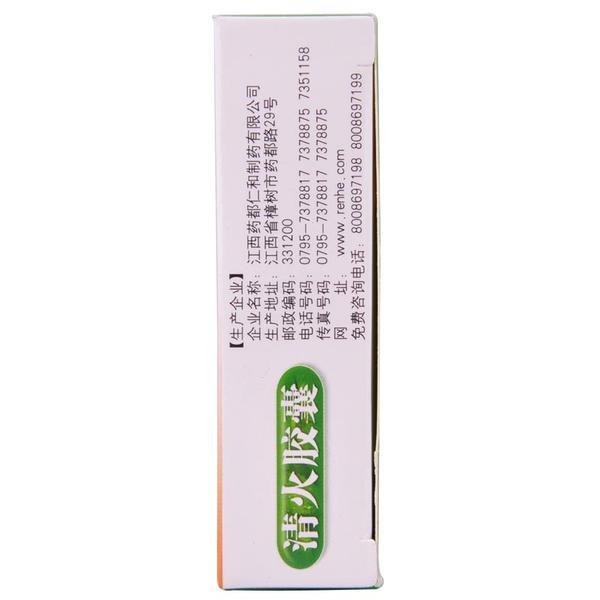 【生产企业】
企业名称：江西药都仁和制药有限公司
生产地址：江西省樟树市药都路29号
邮政编码：331200
电话号码：0795-7378817 7378875 7351158
传真号码：0795-7378817 7378875
网 址：www.renhe.com
免费咨询电话：8008697198 8008697199
清火胶囊